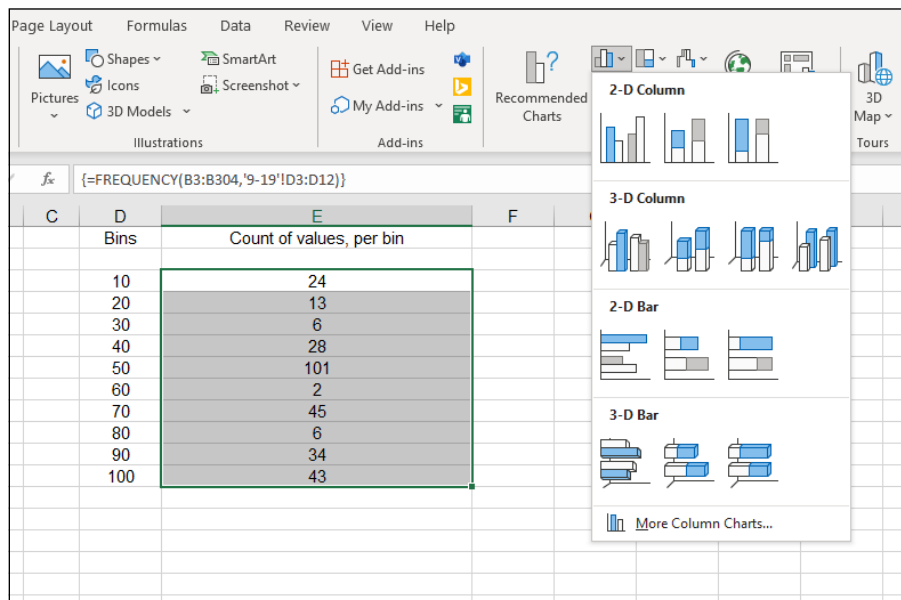 Page Layout Formulas Data Review View Help
Shapes SmartArt
Icons Screenshot
3D Models
Pictures
Illustrations
Get Add-ins
My Add-ins
Add-ins
Recommended
Charts
3D
Map
Tours
fx {=FREQUENCY(B3:B304,'9-19'!D3:D12)}
C D E F
Bins Count of values, per bin
10 24
20 13
30 6
40 28
50 101
60 2
70 45
80 6
90 34
100 43
2-D Column
3-D Column
2-D Bar
3-D Bar
More Column Charts...